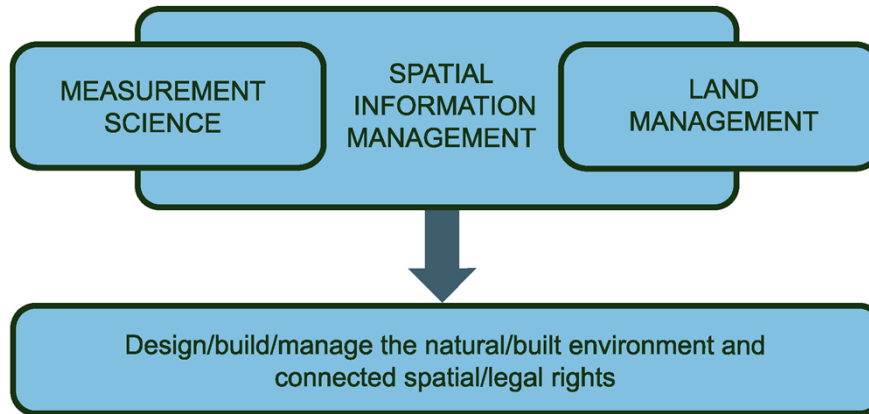 MEASUREMENT
SCIENCE
SPATIAL
INFORMATION
MANAGEMENT
LAND
MANAGEMENT
Design/build/manage the natural/built environment and
connected spatial/legal rights